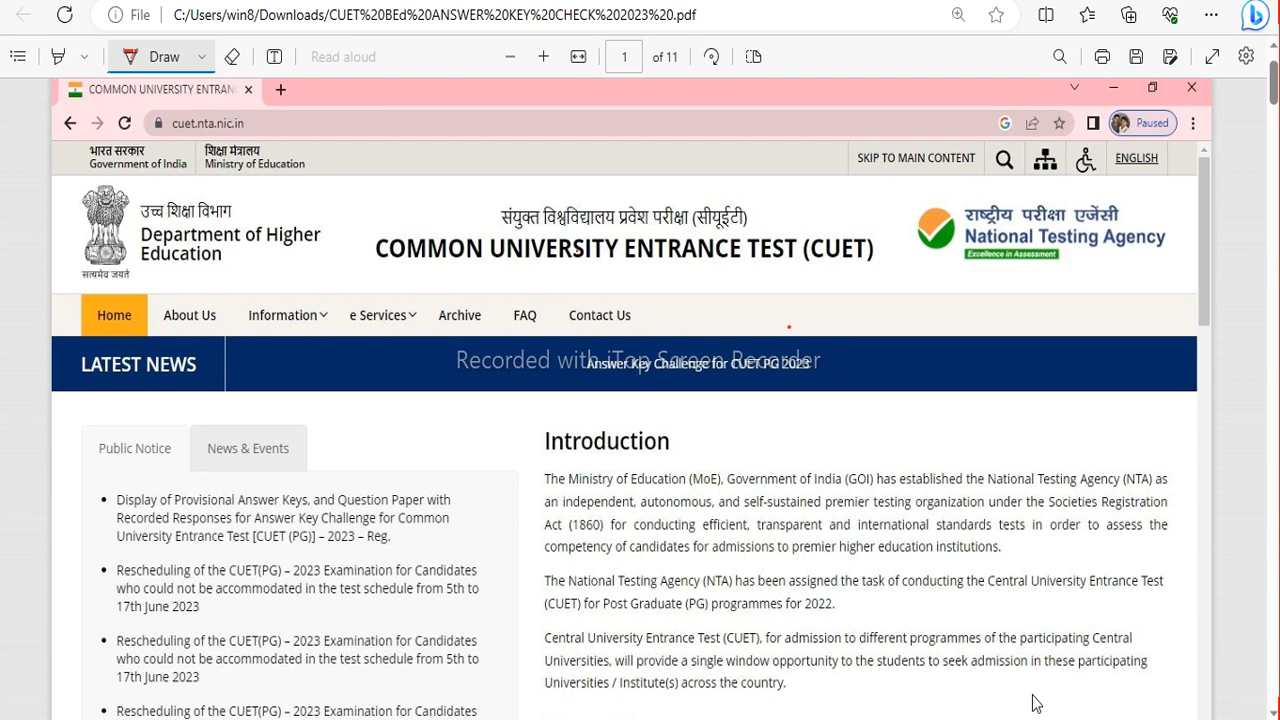 File C:/Users/win8/Downloads/CUET%20BEd%20ANSWER%20KEY%20CHECK%202023%20.pdf
Draw Read aloud 1 of 11
COMMON UNIVERSITY ENTRAN
cuet.nta.nic.in Paused
भारत सरकार शिक्षा मंत्रालय
Government of India Ministry of Education
SKIP TO MAIN CONTENT ENGLISH
उच्च शिक्षा विभाग
Department of Higher
Education
सत्यमेव जयते
संयुक्त विश्वविद्यालय प्रवेश परीक्षा (सीयूईटी)
COMMON UNIVERSITY ENTRANCE TEST (CUET)
राष्ट्रीय परीक्षा एजेंसी
National Testing Agency
Excellence in Assessment
Home About Us Information e Services Archive FAQ Contact Us
LATEST NEWS
Recorded with iTop Screen Recorder
Answer Key Challenge for CUET PG 2023
Public Notice News & Events
Display of Provisional Answer Keys, and Question Paper with
Recorded Responses for Answer Key Challenge for Common
University Entrance Test [CUET (PG)] – 2023 – Reg.
Rescheduling of the CUET(PG) – 2023 Examination for Candidates
who could not be accommodated in the test schedule from 5th to
17th June 2023
Rescheduling of the CUET(PG) – 2023 Examination for Candidates
who could not be accommodated in the test schedule from 5th to
17th June 2023
Rescheduling of the CUET(PG) – 2023 Examination for Candidates
Introduction
The Ministry of Education (MoE), Government of India (GOI) has established the National Testing Agency (NTA) as
an independent, autonomous, and self-sustained premier testing organization under the Societies Registration
Act (1860) for conducting efficient, transparent and international standards tests in order to assess the
competency of candidates for admissions to premier higher education institutions.
The National Testing Agency (NTA) has been assigned the task of conducting the Central University Entrance Test
(CUET) for Post Graduate (PG) programmes for 2022.
Central University Entrance Test (CUET), for admission to different programmes of the participating Central
Universities, will provide a single window opportunity to the students to seek admission in these participating
Universities / Institute(s) across the country.